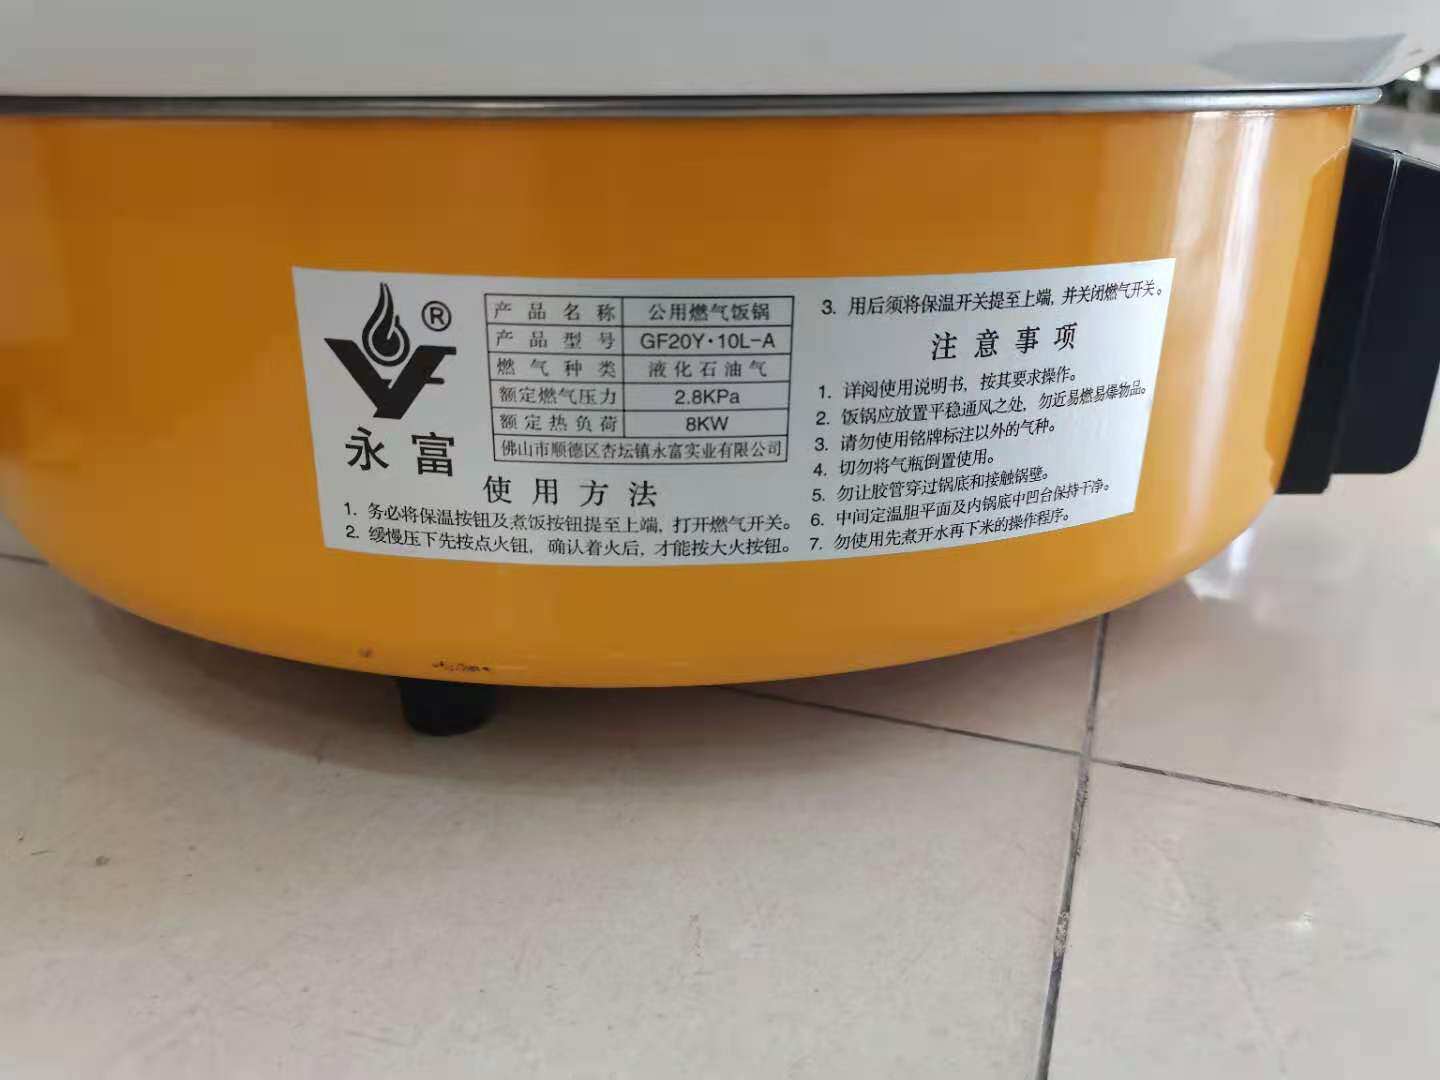 ®
永富
产品名称 公用燃气饭锅
产品型号 GF20Y·10L-A
燃气种类 液化石油气
额定燃气压力 2.8KPa
额定热负荷 8KW
佛山市顺德区杏坛镇永富实业有限公司
使用方法
1. 务必将保温按钮及煮饭按钮提至上端，打开燃气开关。
2. 缓慢压下先按点火钮，确认着火后，才能按大火按钮。
3. 用后须将保温开关提至上端，并关闭燃气开关。
注意事项
1. 详阅使用说明书，按其要求操作。
2. 饭锅应放置平稳通风之处，勿近易燃易爆物品。
3. 请勿使用铭牌标注以外的气种。
4. 切勿将气瓶倒置使用。
5. 勿让胶管穿过锅底和接触锅壁。
6. 中间定温胆平面及内锅底中凹台保持干净。
7. 勿使用先煮开水再下米的操作程序。